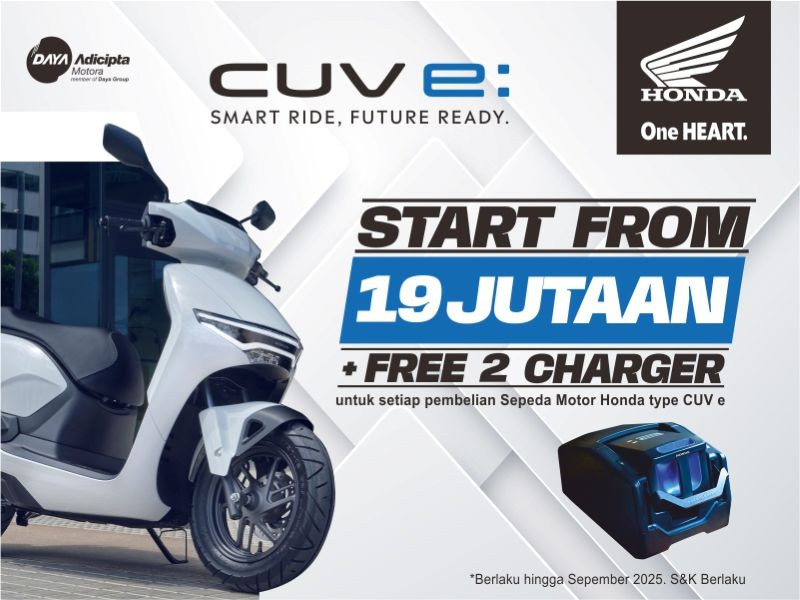 DAYA Adicipta
Motora
member of Daya Group
CUV e:
SMART RIDE, FUTURE READY.
HONDA
One HEART.
START FROM
19 JUTAAN
+ FREE 2 CHARGER
untuk setiap pembelian Sepeda Motor Honda type CUV e
HONDA
*Berlaku hingga Sepember 2025. S&K Berlaku